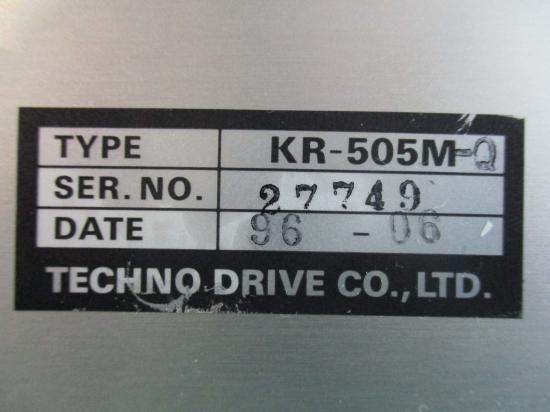 TYPE KR-505M-Q
SER. NO. 27749
DATE 96 - 06
TECHNO DRIVE CO., LTD.